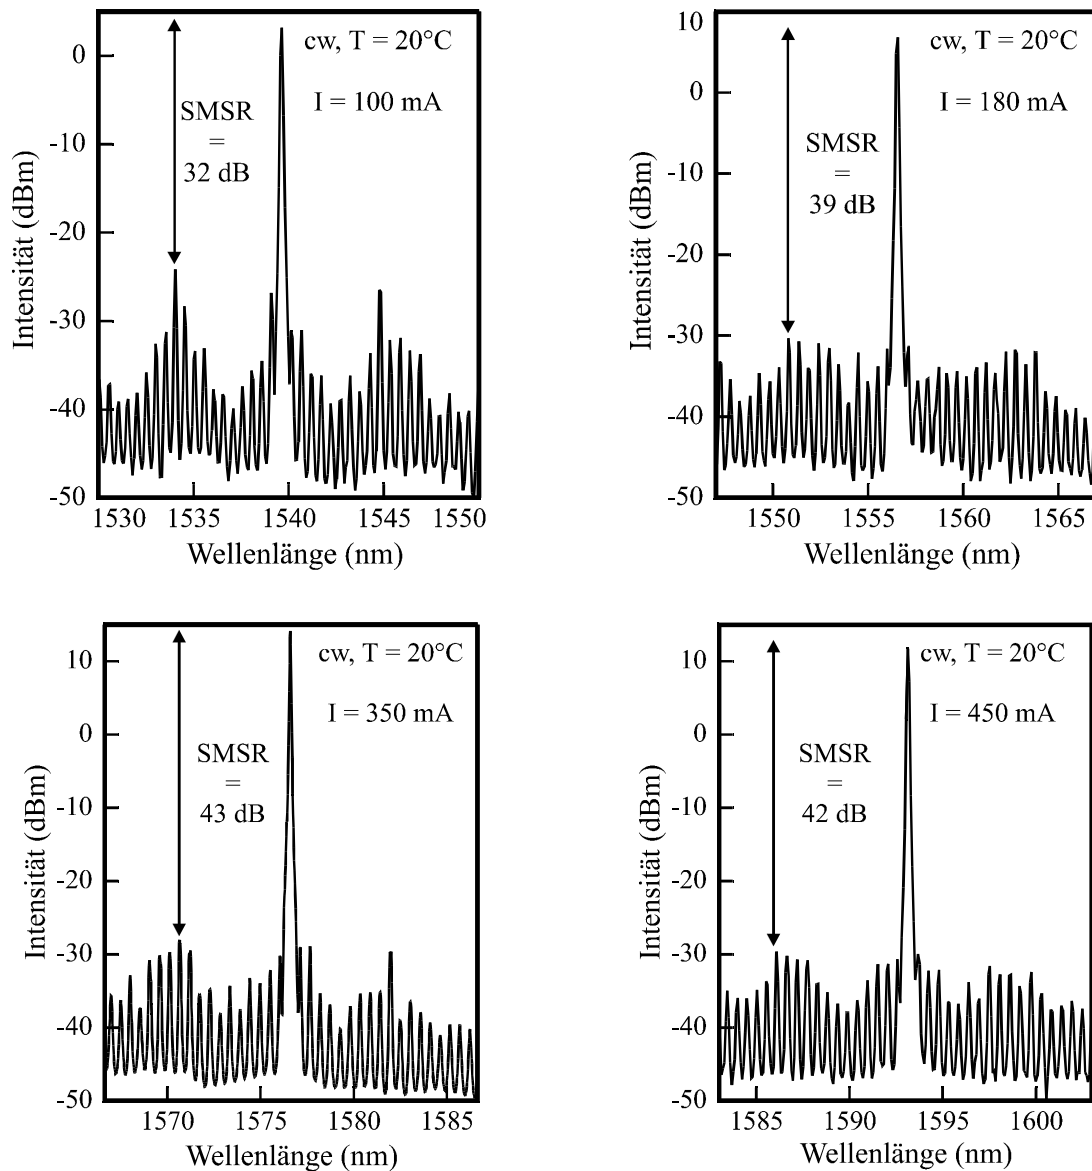 cw, T = 20°C
I = 100 mA
SMSR
=
32 dB
0
-10
-20
-30
-40
-50
Intensität (dBm)
1530 1535 1540 1545 1550
Wellenlänge (nm)
cw, T = 20°C
I = 180 mA
SMSR
=
39 dB
10
0
-10
-20
-30
-40
-50
Intensität (dBm)
1550 1555 1560 1565
Wellenlänge (nm)
cw, T = 20°C
I = 350 mA
SMSR
=
43 dB
10
0
-10
-20
-30
-40
-50
Intensität (dBm)
1570 1575 1580 1585
Wellenlänge (nm)
cw, T = 20°C
I = 450 mA
SMSR
=
42 dB
10
0
-10
-20
-30
-40
-50
Intensität (dBm)
1585 1590 1595 1600
Wellenlänge (nm)